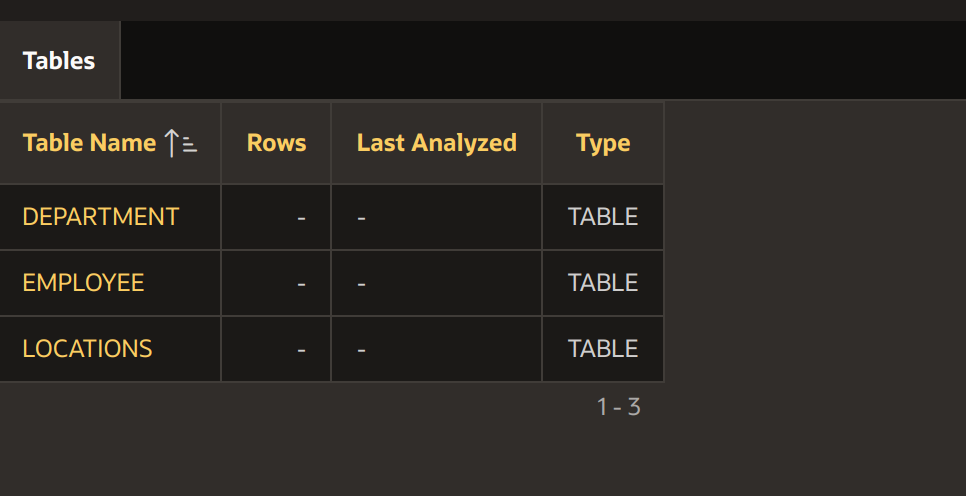 Tables
Table Name Rows Last Analyzed Type
DEPARTMENT - - TABLE
EMPLOYEE - - TABLE
LOCATIONS - - TABLE
1 - 3